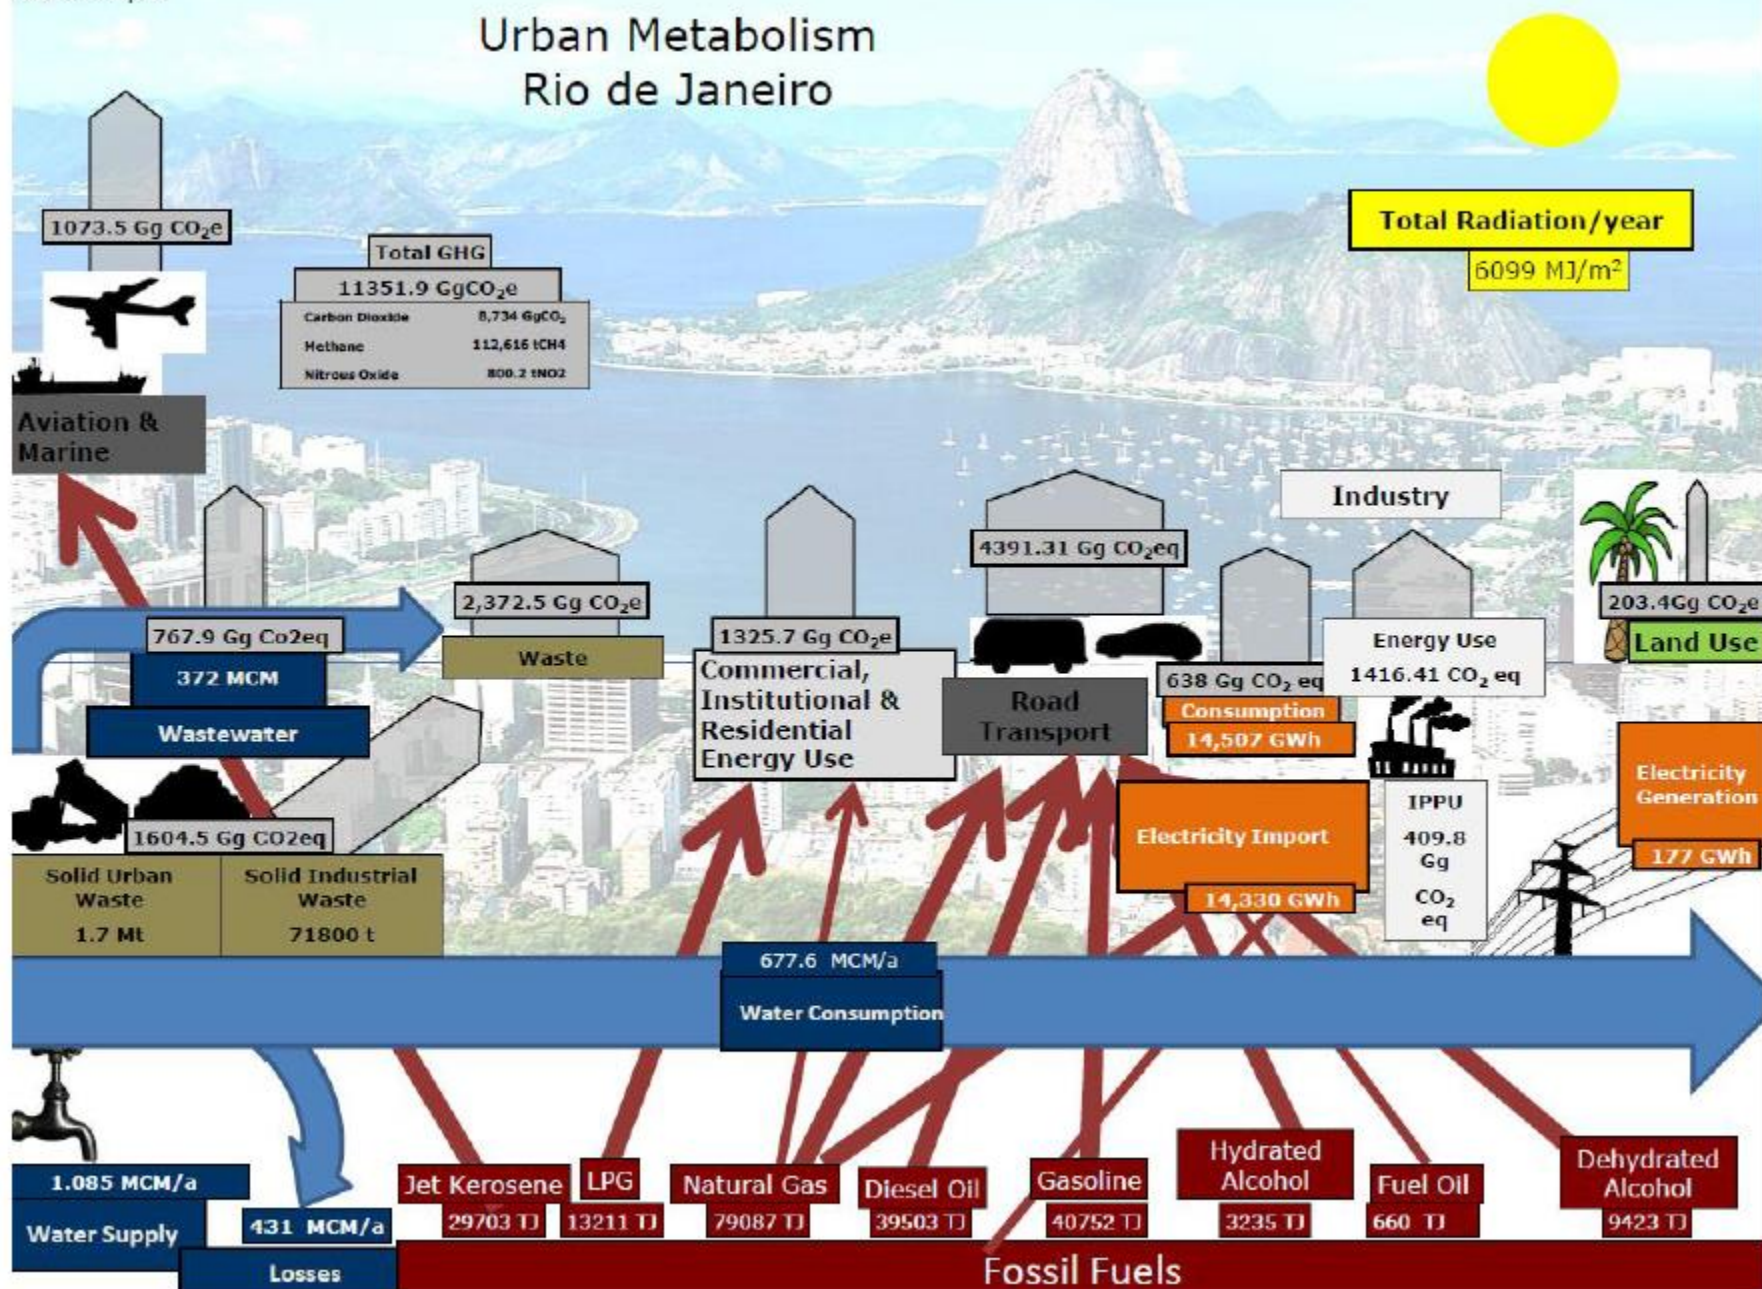 Urban Metabolism
Rio de Janeiro
1073.5 Gg CO₂e
Total GHG
11351.9 GgCO₂e
Carbon Dioxide 8,734 GgCO₂
Methane 112,616 tCH4
Nitrous Oxide 800.2 tNO2
Total Radiation/year
6099 MJ/m²
Aviation &
Marine
Industry
4391.31 Gg CO₂eq
2,372.5 Gg CO₂e
203.4Gg CO₂e
767.9 Gg Co2eq
1325.7 Gg CO₂e
Energy Use
1416.41 CO₂ eq
Land Use
Waste
372 MCM
Commercial,
Institutional &
Residential
Energy Use
638 Gg CO₂ eq
Road
Transport
Consumption
14,507 GWh
Wastewater
Electricity
Generation
177 GWh
IPPU
409.8
Gg
CO₂
eq
Electricity Import
14,330 GWh
1604.5 Gg CO2eq
Solid Urban
Waste
1.7 Mt
Solid Industrial
Waste
71800 t
677.6 MCM/a
Water Consumption
1.085 MCM/a
Water Supply
431 MCM/a
Losses
Jet Kerosene
29703 TJ
LPG
13211 TJ
Natural Gas
79087 TJ
Diesel Oil
39503 TJ
Gasoline
40752 TJ
Hydrated
Alcohol
3235 TJ
Fuel Oil
660 TJ
Dehydrated
Alcohol
9423 TJ
Fossil Fuels